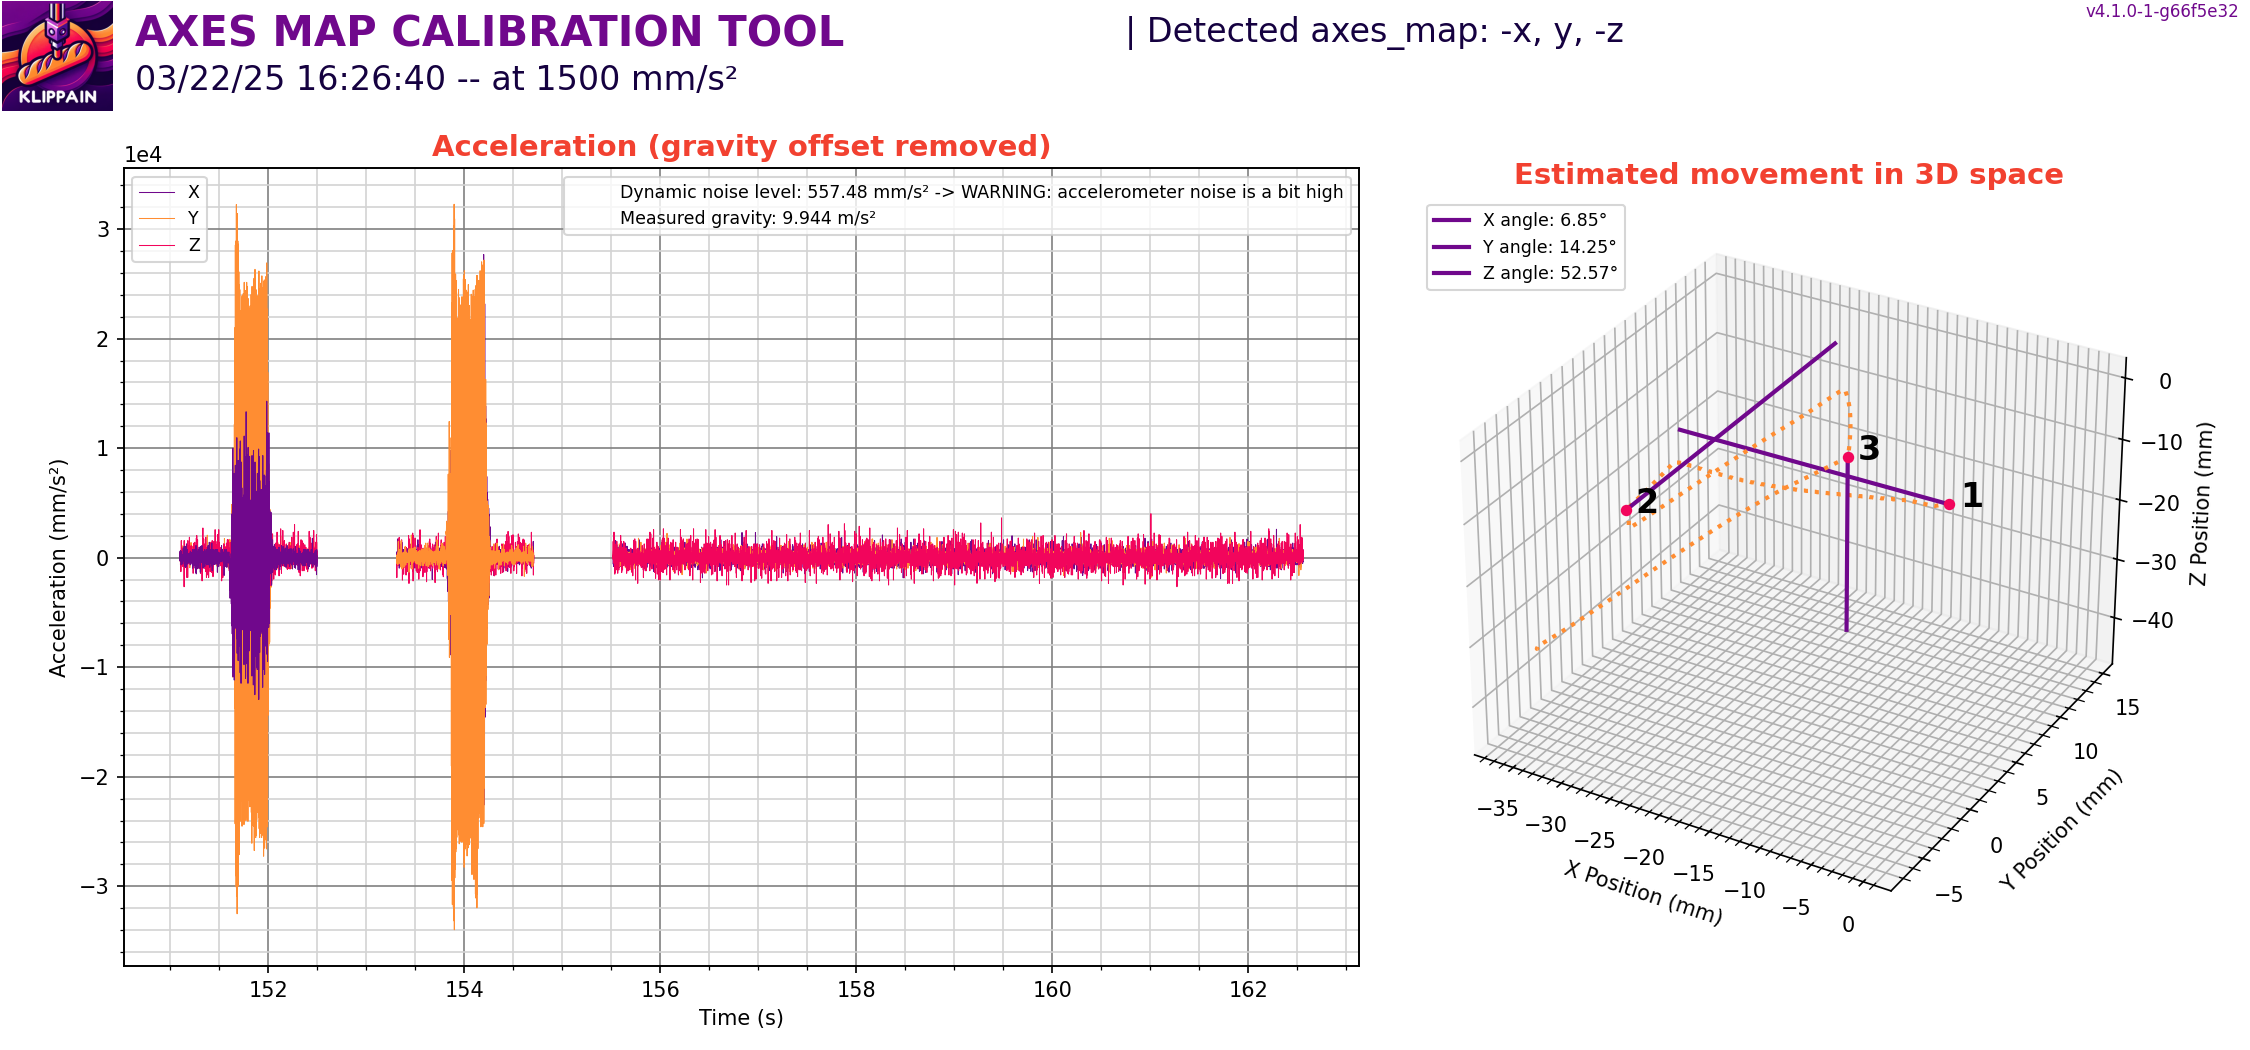 KLIPPAIN
AXES MAP CALIBRATION TOOL
| Detected axes_map: -x, y, -z
v4.1.0-1-g66f5e32
03/22/25 16:26:40 -- at 1500 mm/s²
Acceleration (gravity offset removed)
1e4
X
Y
Z
Dynamic noise level: 557.48 mm/s² -> WARNING: accelerometer noise is a bit high
Measured gravity: 9.944 m/s²
3
2
1
0
−1
−2
−3
Acceleration (mm/s²)
152
154
156
158
160
162
Time (s)
Estimated movement in 3D space
X angle: 6.85°
Y angle: 14.25°
Z angle: 52.57°
1
2
3
0
−10
−20
−30
−40
Z Position (mm)
15
10
5
0
−5
Y Position (mm)
−35
−30
−25
−20
−15
−10
−5
0
X Position (mm)